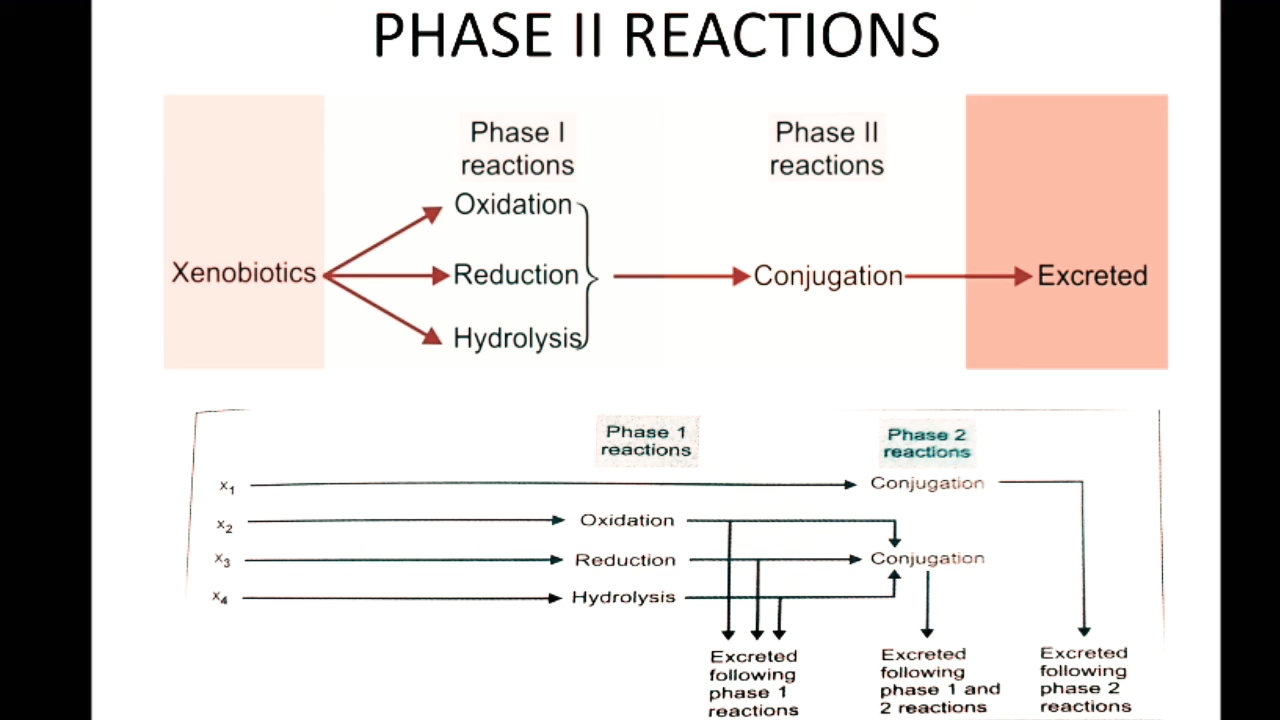 PHASE II REACTIONS
Phase I
reactions
Phase II
reactions
Oxidation
Xenobiotics
Reduction
Conjugation
Excreted
Hydrolysis
Phase 1
reactions
Phase 2
reactions
x1
Conjugation
x2
Oxidation
x3
Reduction
Conjugation
x4
Hydrolysis
Excreted
following
phase 1
reactions
Excreted
following
phase 1 and
2 reactions
Excreted
following
phase 2
reactions